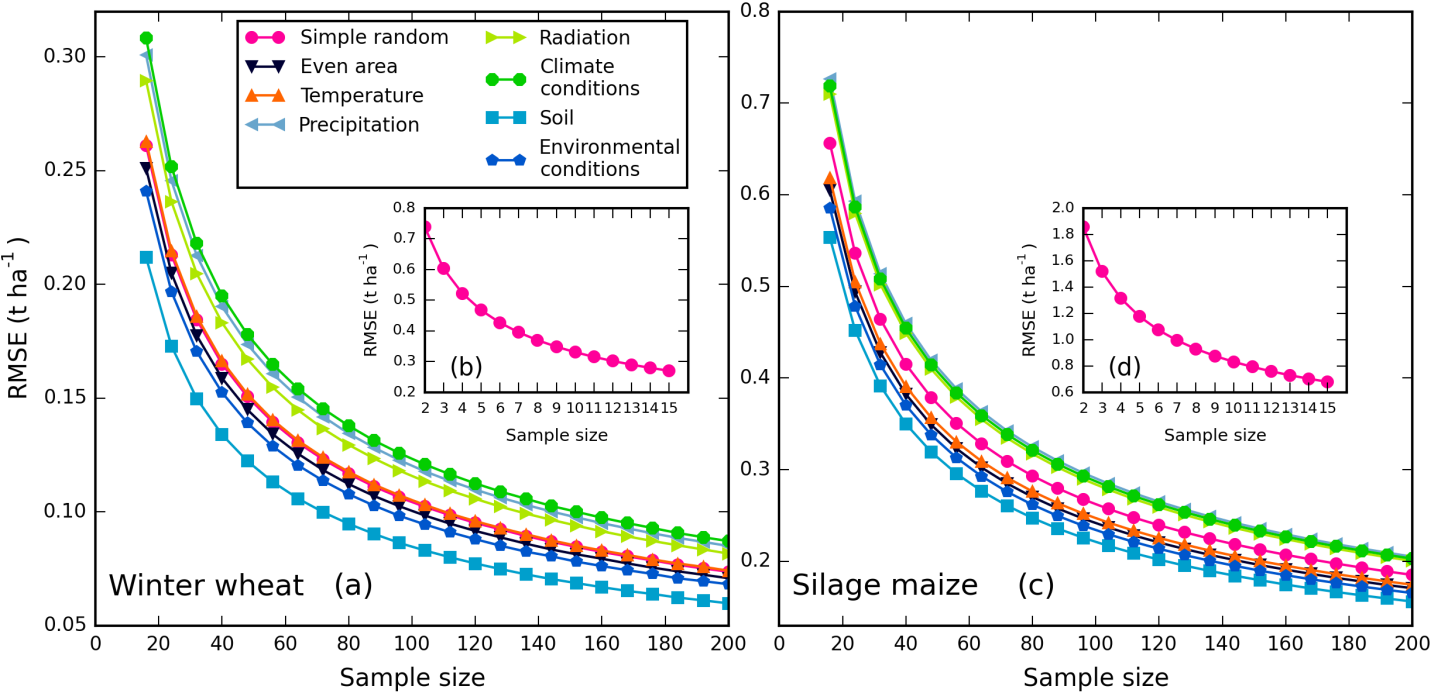 0.30
0.25
0.20
0.15
0.10
0.05
RMSE (t ha-1 )
0 20 40 60 80 100 120 140 160 180 200
Sample size
Winter wheat (a)
Simple random
Even area
Temperature
Precipitation
Radiation
Climate
conditions
Soil
Environmental
conditions
0.8
0.7
0.6
0.5
0.4
0.3
0.2
RMSE (t ha-1 )
(b)
2 3 4 5 6 7 8 9 10 11 12 13 14 15
Sample size
0.8
0.7
0.6
0.5
0.4
0.3
0.2
0 20 40 60 80 100 120 140 160 180 200
Sample size
Silage maize (c)
2.0
1.8
1.6
1.4
1.2
1.0
0.8
0.6
RMSE (t ha-1 )
(d)
2 3 4 5 6 7 8 9 10 11 12 13 14 15
Sample size